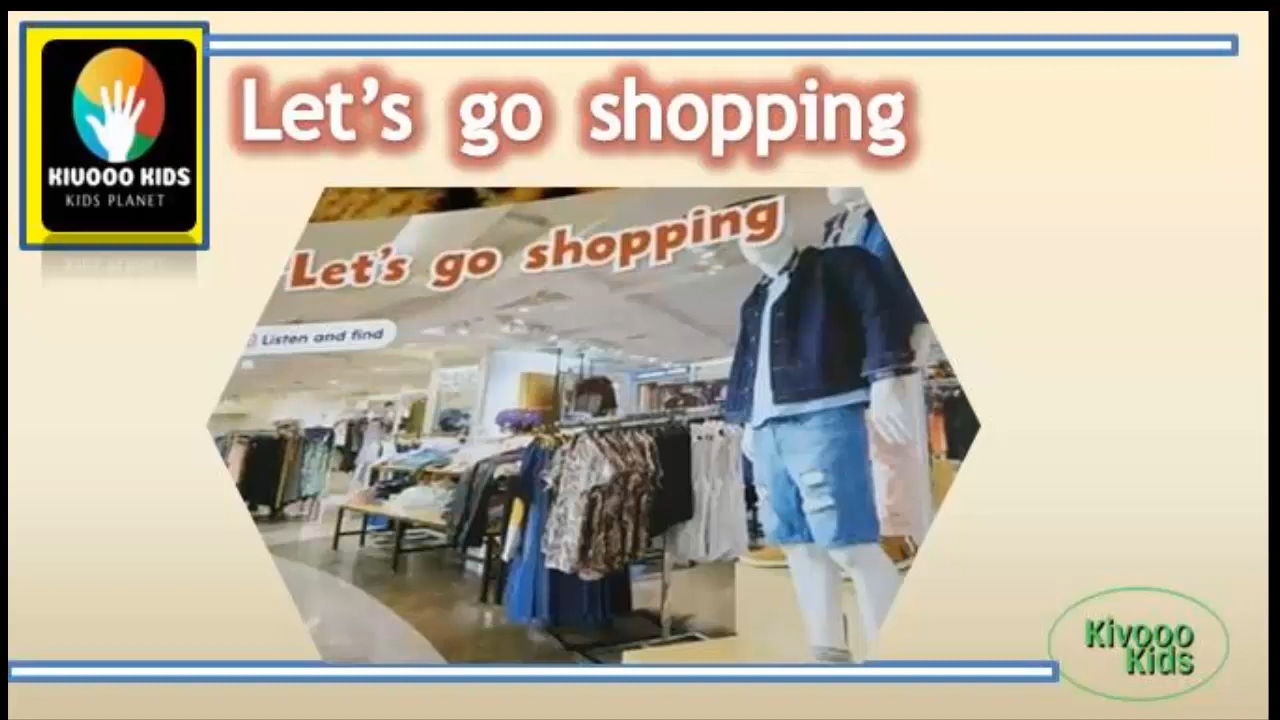 KIVOOO KIDS
KIDS PLANET
Let's go shopping
Let's go shopping
Listen and find
Kivooo
Kids